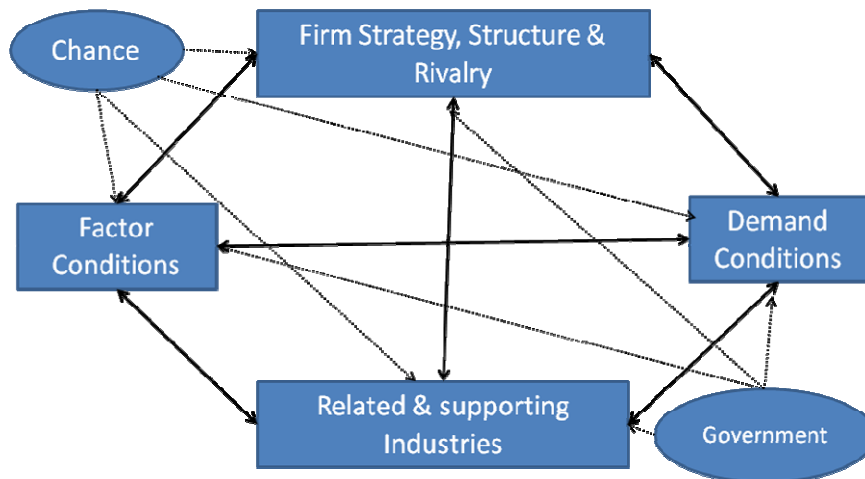 Chance
Firm Strategy, Structure &
Rivalry
Factor
Conditions
Demand
Conditions
Related & supporting
Industries
Government